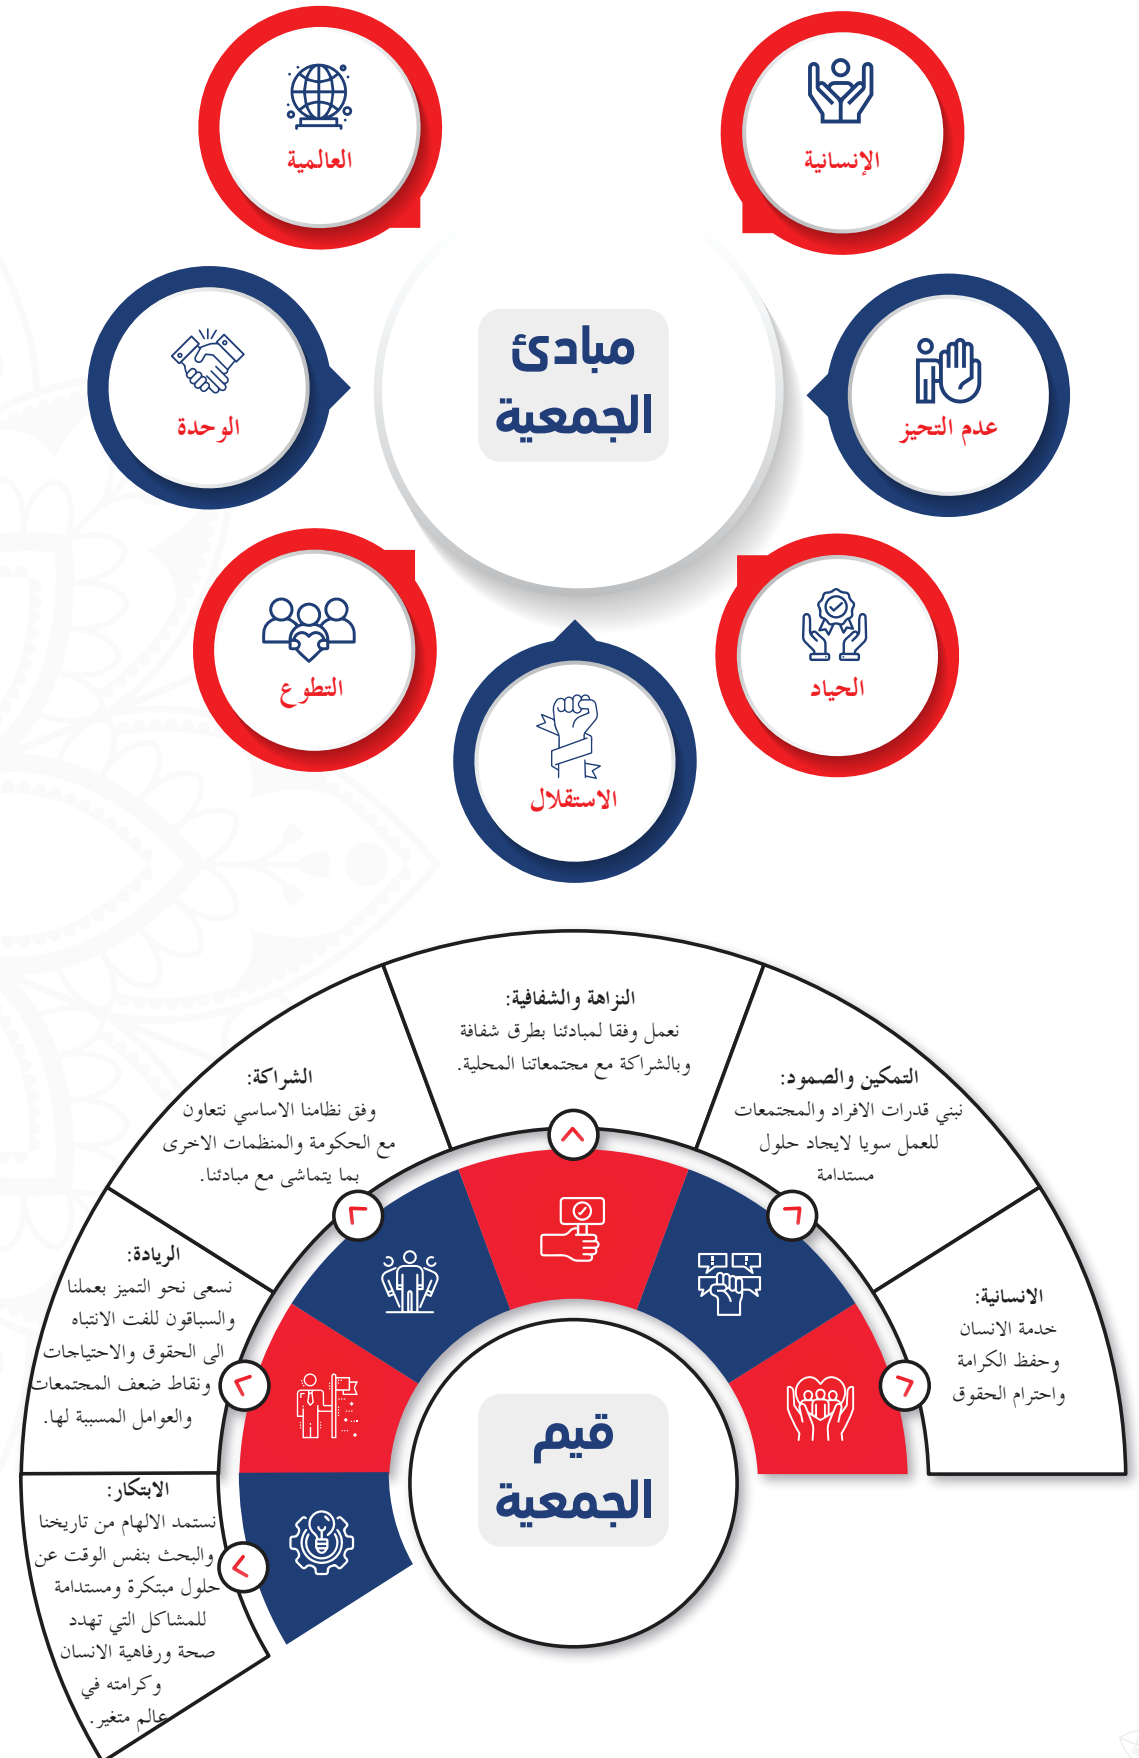 مبادئ
الجمعية
الإنسانية
عدم التحيز
الحياد
الاستقلال
التطوع
الوحدة
العالمية
قيم
الجمعية
الانسانية:
خدمة الانسان
وحفظ الكرامة
واحترام الحقوق
التمكين والصمود:
نبني قدرات الافراد والمجتمعات
للعمل سويا لايجاد حلول
مستدامة
النزاهة والشفافية:
نعمل وفقا لمبادئنا بطرق شفافة
وبالشراكة مع مجتمعاتنا المحلية.
الشراكة:
وفق نظامنا الاساسي نتعاون
مع الحكومة والمنظمات الاخرى
بما يتماشى مع مبادئنا.
الريادة:
نسعى نحو التميز بعملنا
والسباقون للفت الانتباه
الى الحقوق والاحتياجات
ونقاط ضعف المجتمعات
والعوامل المسببة لها.
الابتكار:
نستمد الالهام من تاريخنا
والبحث بنفس الوقت عن
حلول مبتكرة ومستدامة
للمشاكل التي تهدد
صحة ورفاهية الانسان
وكرامته في
عالم متغير.